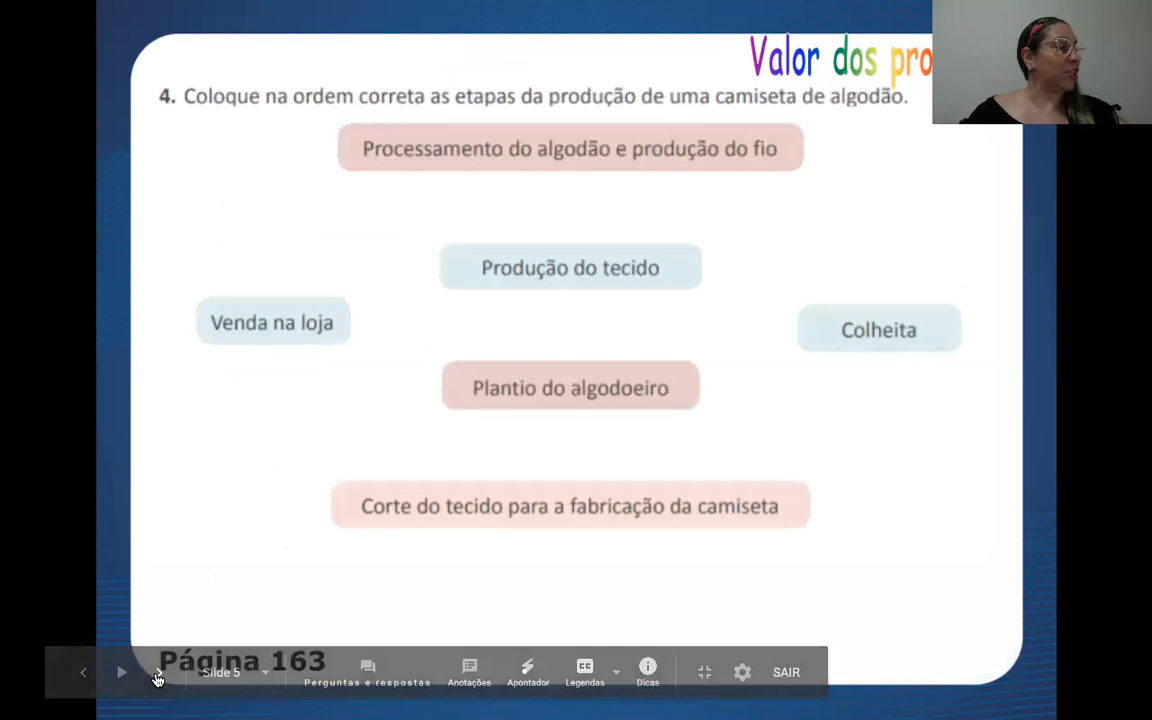 Valor dos pro
4. Coloque na ordem correta as etapas da produção de uma camiseta de algodão.
Processamento do algodão e produção do fio
Produção do tecido
Venda na loja
Colheita
Plantio do algodoeiro
Corte do tecido para a fabricação da camiseta
Página 163
Slide 5
Perguntas e respostas
Anotações
Apontador
CC
Legendas
Dicas
SAIR